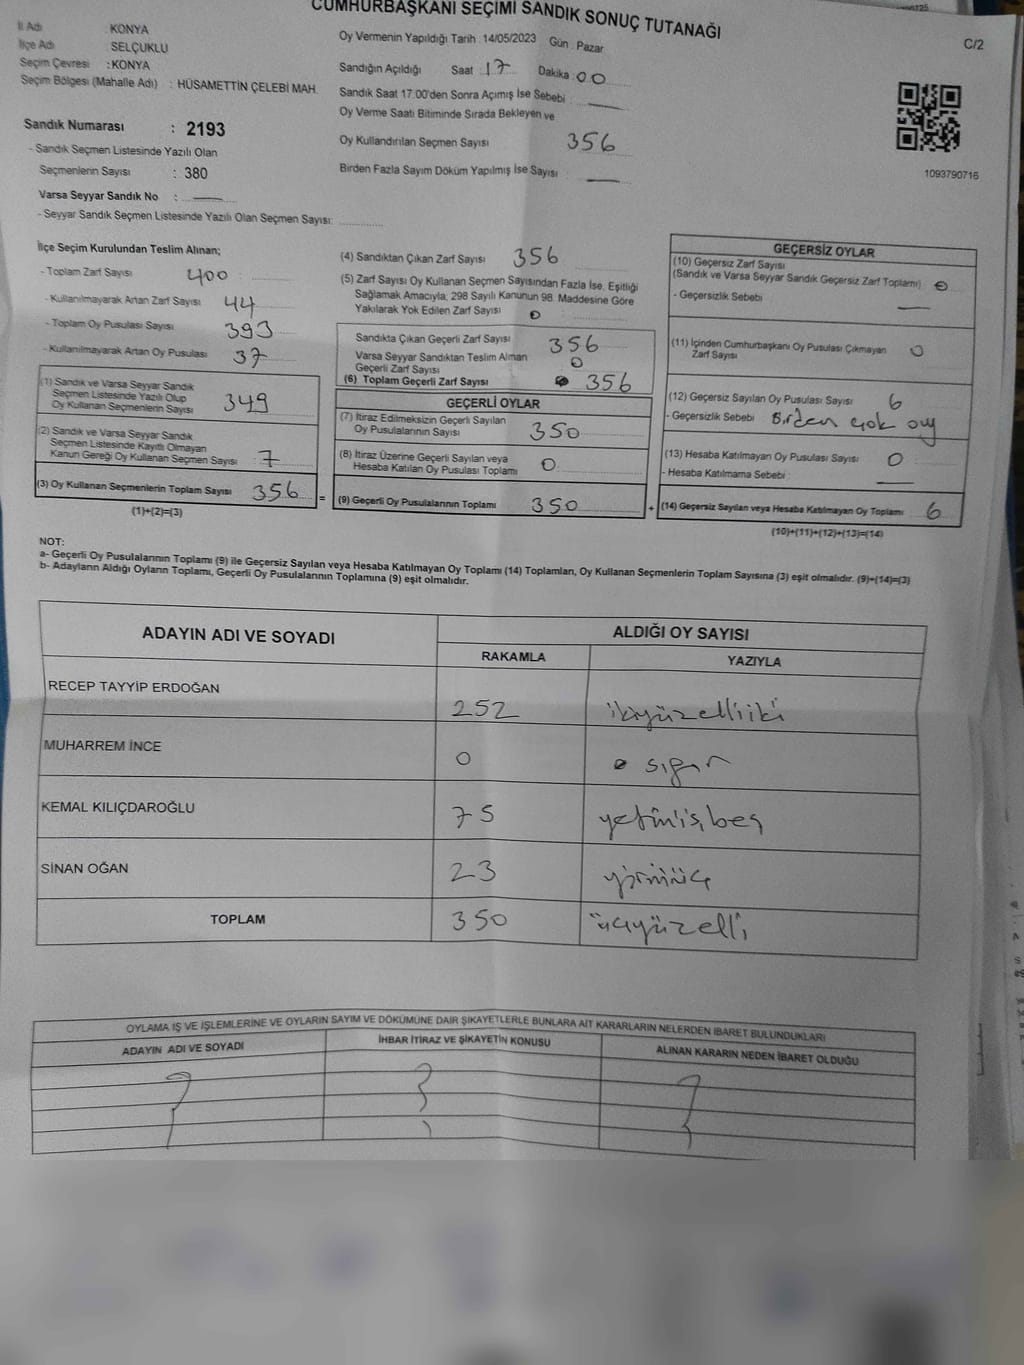 CUMHURBAŞKANI SEÇİMİ SANDIK SONUÇ TUTANAĞI
C/2
İl Adı : KONYA
İlçe Adı : SELÇUKLU
Seçim Çevresi : KONYA
Seçim Bölgesi (Mahalle Adı) : HÜSAMETTİN ÇELEBİ MAH.
Sandık Numarası : 2193
- Sandık Seçmen Listesinde Yazılı Olan
Seçmenlerin Sayısı : 380
Varsa Seyyar Sandık No : —
- Seyyar Sandık Seçmen Listesinde Yazılı Olan Seçmen Sayısı:
Oy Vermenin Yapıldığı Tarih : 14/05/2023 Gün : Pazar
Sandığın Açıldığı Saat : 17 Dakika : 00
Sandık Saat 17:00'den Sonra Açımış İse Sebebi : —
Oy Verme Saati Bitiminde Sırada Bekleyen ve
Oy Kullandırılan Seçmen Sayısı 356
Birden Fazla Sayım Döküm Yapılmış İse Sayısı : —
1093790716
İlçe Seçim Kurulundan Teslim Alınan;
- Toplam Zarf Sayısı : 400
- Kullanılmayarak Artan Zarf Sayısı : 44
- Toplam Oy Pusulası Sayısı : 393
- Kullanılmayarak Artan Oy Pusulası : 37
(1) Sandık ve Varsa Seyyar Sandık
Seçmen Listesinde Yazılı Olup
Oy Kullanan Seçmenlerin Sayısı : 349
(2) Sandık ve Varsa Seyyar Sandık
Seçmen Listesinde Kayıtlı Olmayan
Kanun Gereği Oy Kullanan Seçmen Sayısı : 7
(3) Oy Kullanan Seçmenlerin Toplam Sayısı 356 =
(1)+(2)=(3)
(4) Sandıktan Çıkan Zarf Sayısı 356
(5) Zarf Sayısı Oy Kullanan Seçmen Sayısından Fazla İse, Eşitliği
Sağlamak Amacıyla, 298 Sayılı Kanunun 98. Maddesine Göre
Yakılarak Yok Edilen Zarf Sayısı : 0
Sandıkta Çıkan Geçerli Zarf Sayısı 356
Varsa Seyyar Sandıktan Teslim Alınan
Geçerli Zarf Sayısı 0
(6) Toplam Geçerli Zarf Sayısı 356
GEÇERLİ OYLAR
(7) İtiraz Edilmeksizin Geçerli Sayılan
Oy Pusulalarının Sayısı : 350
(8) İtiraz Üzerine Geçerli Sayılan veya
Hesaba Katılan Oy Pusulası Toplamı : 0
(9) Geçerli Oy Pusulalarının Toplamı 350 +
GEÇERSİZ OYLAR
(10) Geçersiz Zarf Sayısı
(Sandık ve Varsa Seyyar Sandık Geçersiz Zarf Toplamı) : 0
- Geçersizlik Sebebi : —
(11) İçinden Cumhurbaşkanı Oy Pusulası Çıkmayan
Zarf Sayısı : 0
(12) Geçersiz Sayılan Oy Pusulası Sayısı : 6
- Geçersizlik Sebebi : Birden çok oy
(13) Hesaba Katılmayan Oy Pusulası Sayısı : 0
- Hesaba Katılmama Sebebi : —
(14) Geçersiz Sayılan veya Hesaba Katılmayan Oy Toplamı : 6
(10)+(11)+(12)+(13)=(14)
NOT:
a- Geçerli Oy Pusulalarının Toplamı (9) ile Geçersiz Sayılan veya Hesaba Katılmayan Oy Toplamı (14) Toplamları, Oy Kullanan Seçmenlerin Toplam Sayısına (3) eşit olmalıdır. (9)+(14)=(3)
b- Adayların Aldığı Oyların Toplamı, Geçerli Oy Pusulalarının Toplamına (9) eşit olmalıdır.
ADAYIN ADI VE SOYADI ALDIĞI OY SAYISI
RAKAMLA YAZIYLA
RECEP TAYYİP ERDOĞAN 252 ikiyüzelliiki
MUHARREM İNCE 0 sıfır
KEMAL KILIÇDAROĞLU 75 yetmişbeş
SİNAN OĞAN 23 yirmiüç
TOPLAM 350 üçyüzelli
OYLAMA İŞ VE İŞLEMLERİNE VE OYLARIN SAYIM VE DÖKÜMÜNE DAİR ŞİKAYETLERLE BUNLARA AİT KARARLARIN NELERDEN İBARET BULUNDUKLARI
ADAYIN ADI VE SOYADI İHBAR İTİRAZ VE ŞİKAYETİN KONUSU ALINAN KARARIN NEDEN İBARET OLDUĞU